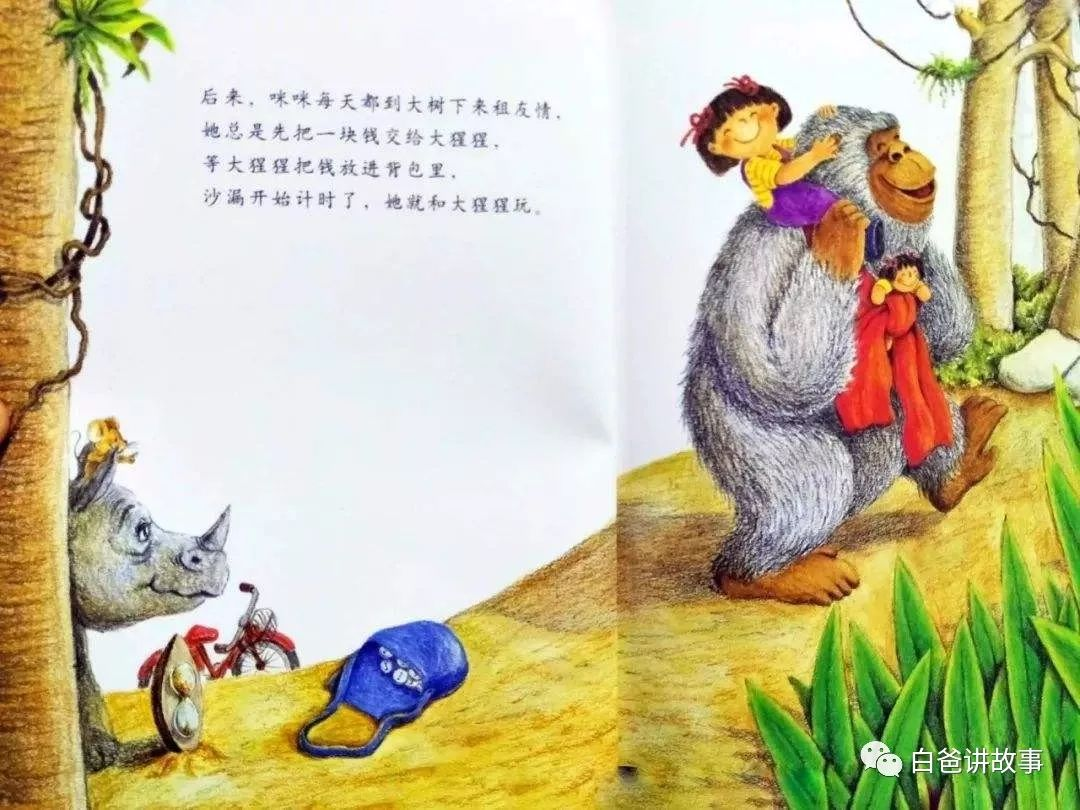 后来，咪咪每天都到大树下来租友情，
她总是先把一块钱交给大猩猩，
等大猩猩把钱放进背包里，
沙漏开始计时了，她就和大猩猩玩。
白爸讲故事